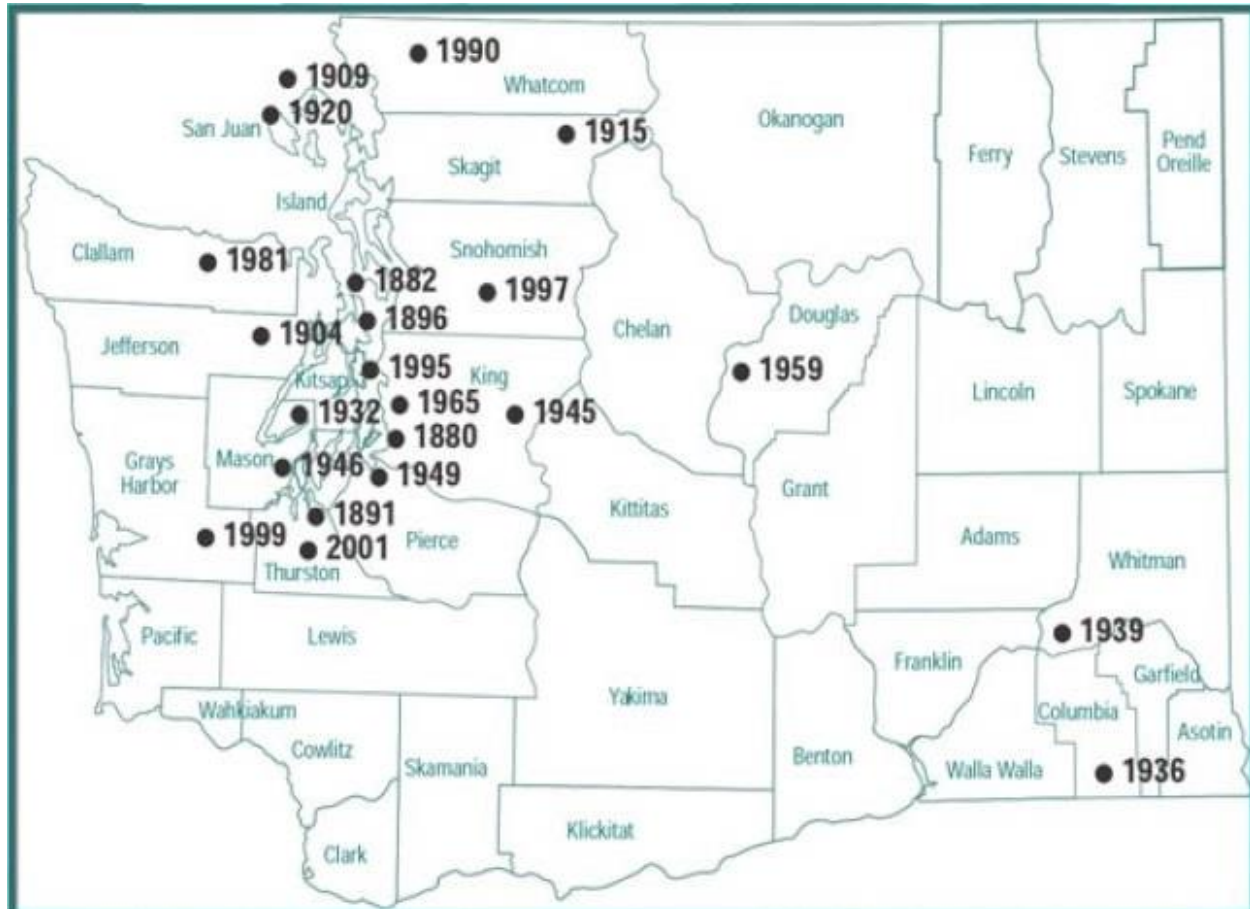 1990
1909
Whatcom
1920
San Juan
1915
Okanogan
Pend
Oreille
Ferry
Stevens
Skagit
Island
Clallam
1981
Snohomish
1882
1997
Douglas
1896
Chelan
Jefferson
1904
1995
Kitsap
King
1959
Lincoln
Spokane
1965
1932
1945
1880
Mason
1946
Grays
Harbor
1949
Grant
Kittitas
1891
1999
Pierce
Adams
2001
Whitman
Thurston
Pacific
Lewis
1939
Franklin
Garfield
Yakima
Wahkiakum
Columbia
Asotin
Cowlitz
Skamania
Benton
Walla Walla
1936
Klickitat
Clark